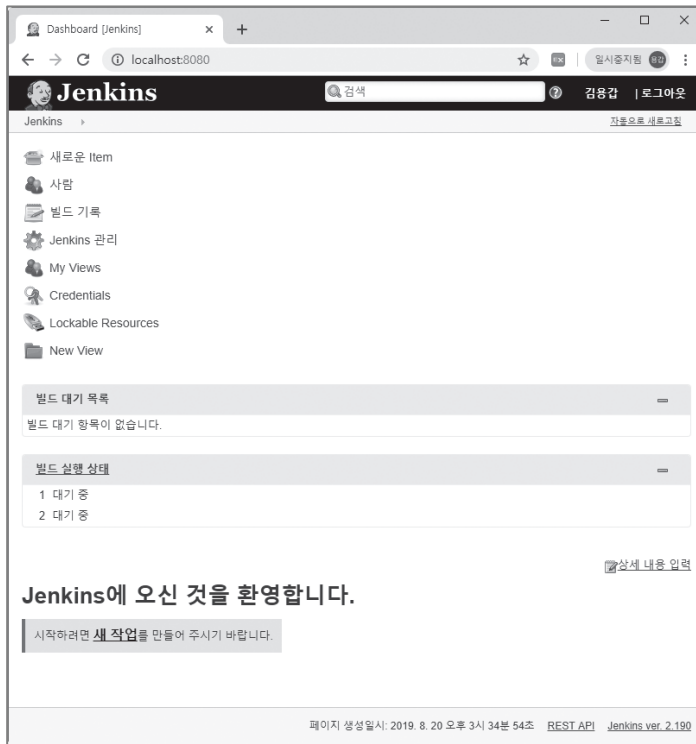 Dashboard [Jenkins]
localhost:8080
일시중지됨 용갑
Jenkins
검색
김용갑 | 로그아웃
Jenkins
자동으로 새로고침
새로운 Item
사람
빌드 기록
Jenkins 관리
My Views
Credentials
Lockable Resources
New View
빌드 대기 목록
빌드 대기 항목이 없습니다.
빌드 실행 상태
1 대기 중
2 대기 중
상세 내용 입력
Jenkins에 오신 것을 환영합니다.
시작하려면 새 작업를 만들어 주시기 바랍니다.
페이지 생성일시: 2019. 8. 20 오후 3시 34분 54초 REST API Jenkins ver. 2.190